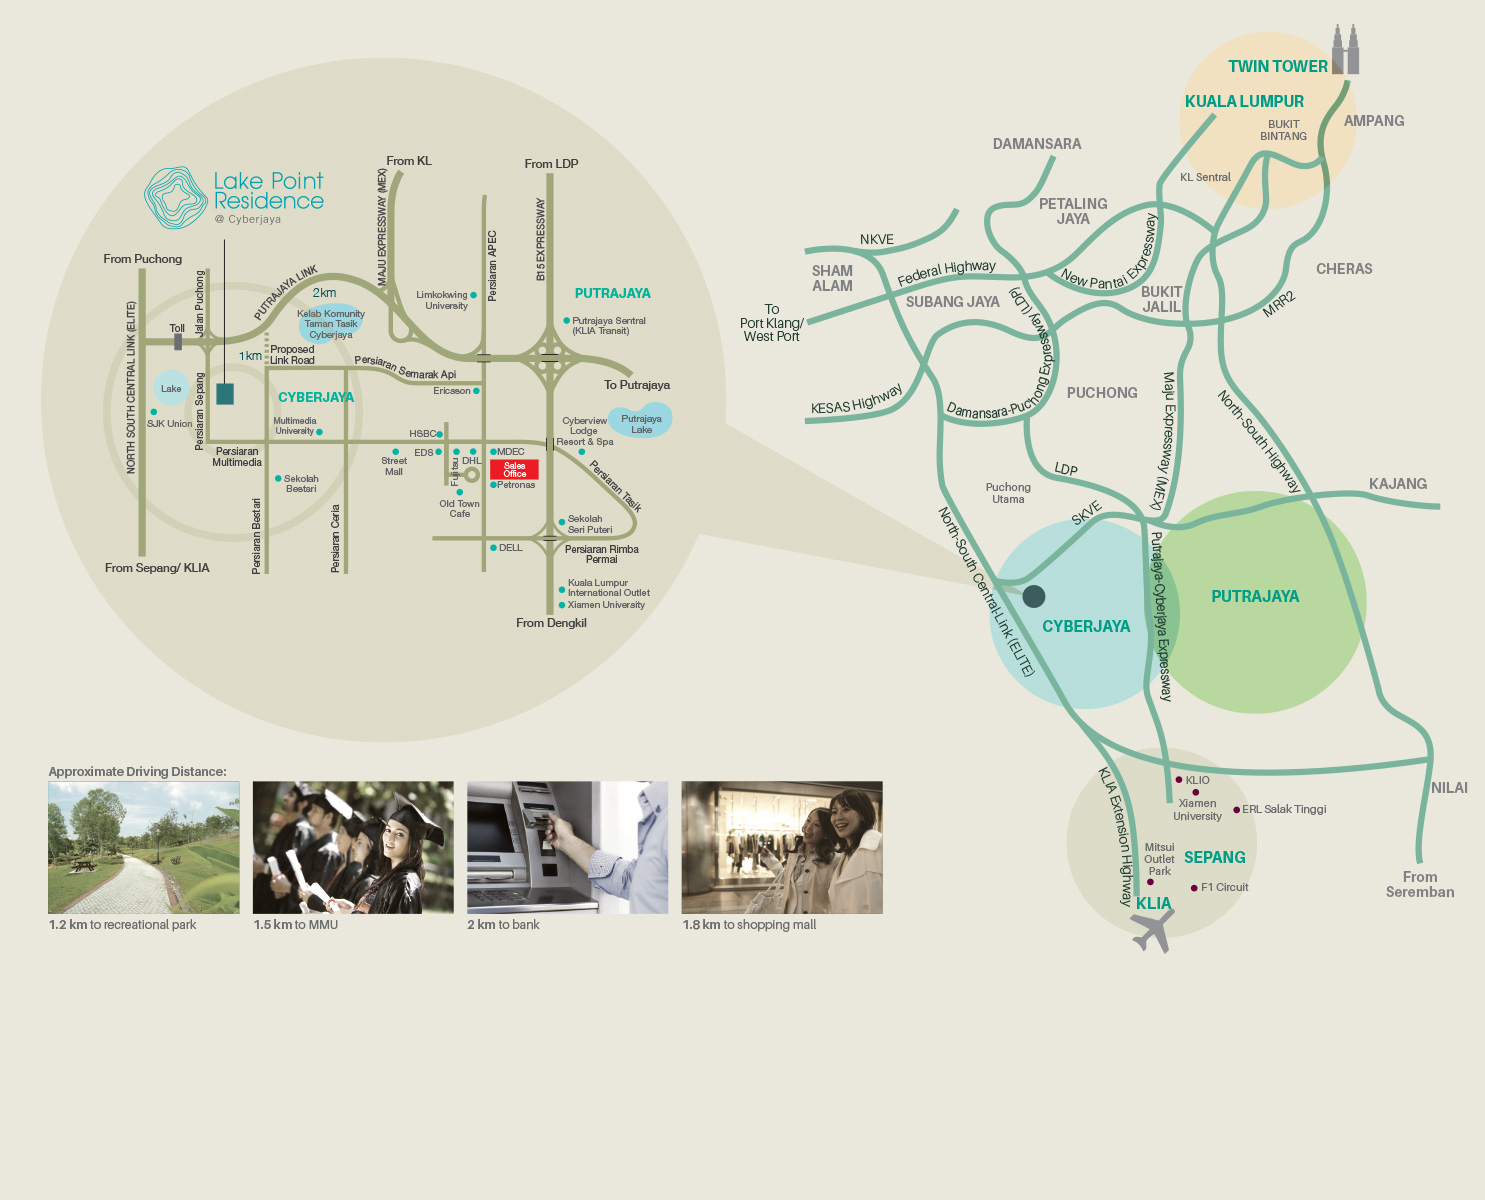 Lake Point
Residence
@ Cyberjaya
From Puchong
From KL
From LDP
MAJU EXPRESSWAY (MEX)
Persiaran APEC
B15 EXPRESSWAY
PUTRAJAYA LINK
Jalan Puchong
NORTH SOUTH CENTRAL LINK (ELITE)
Toll
2km
Kelab Komunity
Taman Tasik
Cyberjaya
Limkokwing
University
PUTRAJAYA
Putrajaya Sentral
(KLIA Transit)
1km
Proposed
Link Road
Persiaran Semarak Api
To Putrajaya
Lake
Persiaran Sepang
CYBERJAYA
Ericsson
SJK Union
Multimedia
University
HSBC
Cyberview
Lodge
Resort & Spa
Putrajaya
Lake
Persiaran
Multimedia
Street
Mall
EDS
Fujitsu
DHL
MDEC
Sales
Office
Petronas
Persiaran Tasik
Sekolah
Bestari
Old Town
Cafe
Sekolah
Seri Puteri
Persiaran Bestari
Persiaran Ceria
DELL
Persiaran Rimba
Permai
From Sepang/ KLIA
Kuala Lumpur
International Outlet
Xiamen University
From Dengkil
TWIN TOWER
KUALA LUMPUR
BUKIT
BINTANG
AMPANG
DAMANSARA
KL Sentral
PETALING
JAYA
NKVE
SHAM
ALAM
Federal Highway
New Pantai Expressway
CHERAS
SUBANG JAYA
BUKIT
JALIL
MRR2
To
Port Klang/
West Port
Damansara-Puchong Expressway (LDP)
KESAS Highway
PUCHONG
Maju Expressway (MEX)
North-South Highway
LDP
Puchong
Utama
KAJANG
SKVE
North-South Central-Link (ELITE)
Putrajaya-Cyberjaya Expressway
CYBERJAYA
PUTRAJAYA
KLIA Extension Highway
KLIO
Xiamen
University
ERL Salak Tinggi
NILAI
Mitsui
Outlet
Park
SEPANG
F1 Circuit
KLIA
From
Seremban
Approximate Driving Distance:
1.2 km to recreational park
1.5 km to MMU
2 km to bank
1.8 km to shopping mall